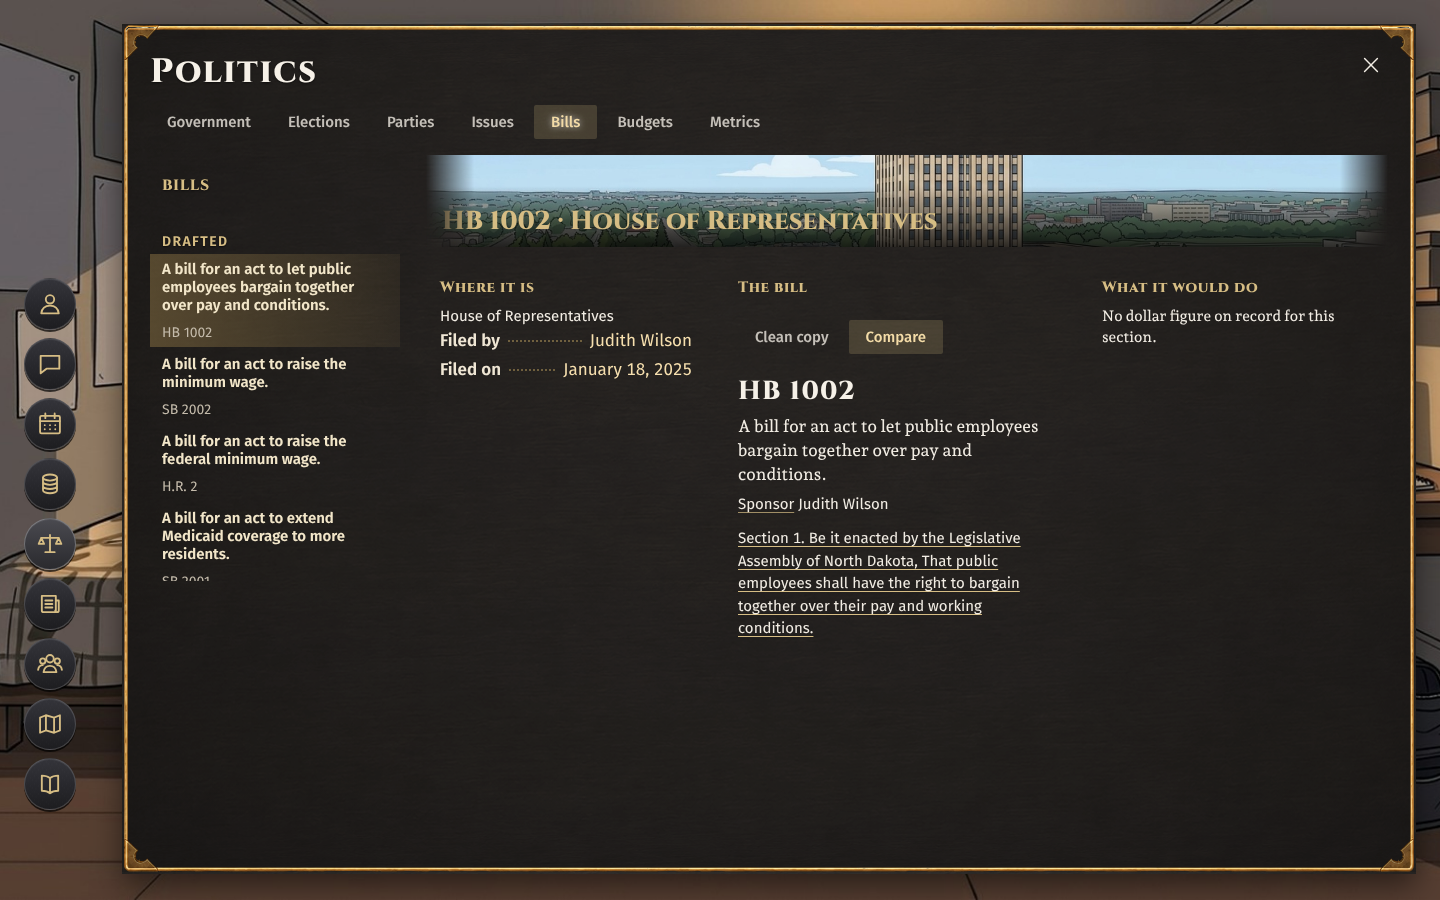 Politics
Government Elections Parties Issues Bills Budgets Metrics
BILLS
DRAFTED
A bill for an act to let public
employees bargain together
over pay and conditions.
HB 1002
A bill for an act to raise the
minimum wage.
SB 2002
A bill for an act to raise the
federal minimum wage.
H.R. 2
A bill for an act to extend
Medicaid coverage to more
residents.
SB 2001
HB 1002 · House of Representatives
Where it is
House of Representatives
Filed by Judith Wilson
Filed on January 18, 2025
The bill
Clean copy Compare
HB 1002
A bill for an act to let public employees
bargain together over pay and
conditions.
Sponsor Judith Wilson
Section 1. Be it enacted by the Legislative
Assembly of North Dakota, That public
employees shall have the right to bargain
together over their pay and working
conditions.
What it would do
No dollar figure on record for this
section.